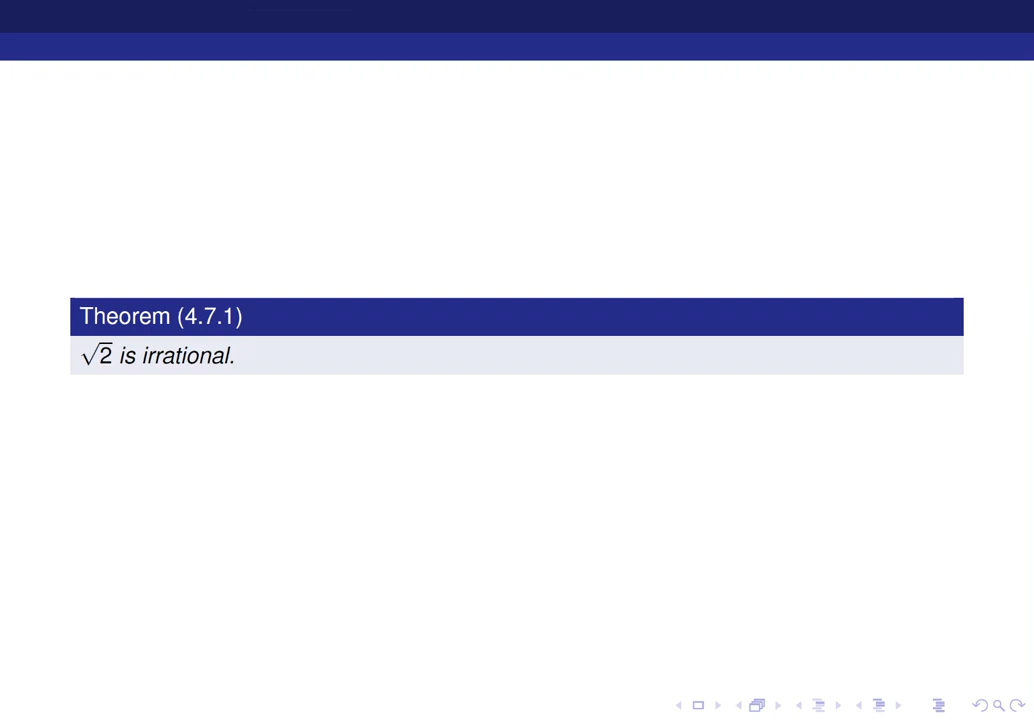 Theorem (4.7.1)
√2 is irrational.